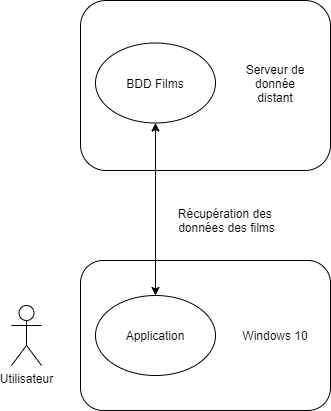 BDD Films
Serveur de
donnée
distant
Récupération des
données des films
Application
Windows 10
Utilisateur